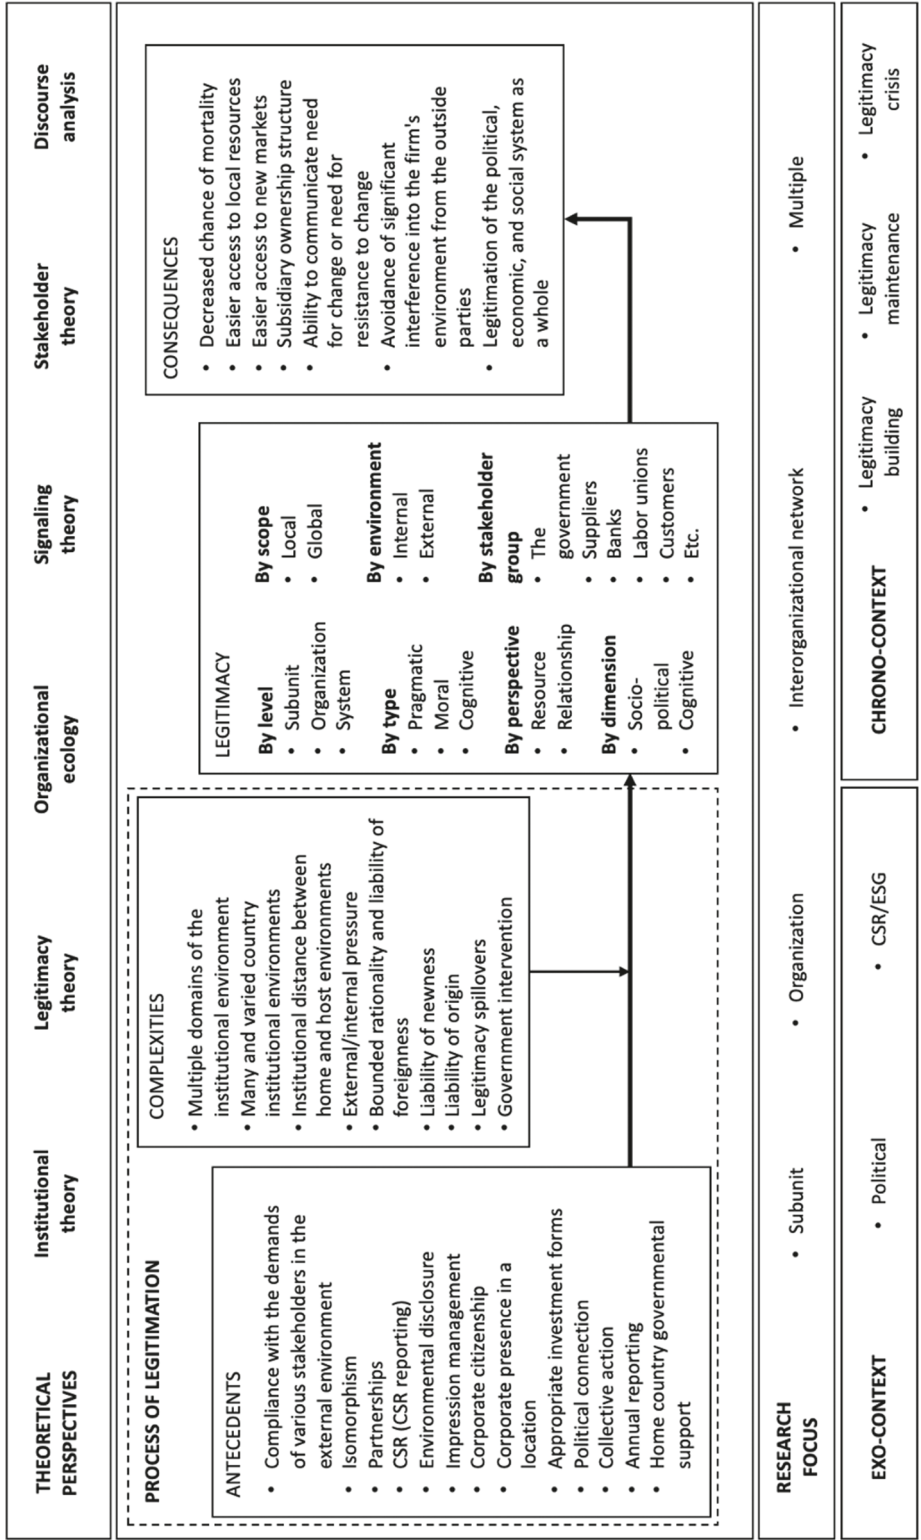 THEORETICAL
PERSPECTIVES
Institutional
theory
Legitimacy
theory
Organizational
ecology
Signaling
theory
Stakeholder
theory
Discourse
analysis
PROCESS OF LEGITIMATION
ANTECEDENTS
• Compliance with the demands
of various stakeholders in the
external environment
• Isomorphism
• Partnerships
• CSR (CSR reporting)
• Environmental disclosure
• Impression management
• Corporate citizenship
• Corporate presence in a
location
• Appropriate investment forms
• Political connection
• Collective action
• Annual reporting
• Home country governmental
support
COMPLEXITIES
• Multiple domains of the
institutional environment
• Many and varied country
institutional environments
• Institutional distance between
home and host environments
• External/internal pressure
• Bounded rationality and liability of
foreignness
• Liability of newness
• Liability of origin
• Legitimacy spillovers
• Government intervention
LEGITIMACY
By level
• Subunit
• Organization
• System
By type
• Pragmatic
• Moral
• Cognitive
By perspective
• Resource
• Relationship
By dimension
• Socio-
political
• Cognitive
By scope
• Local
• Global
By environment
• Internal
• External
By stakeholder
group
• The
government
• Suppliers
• Banks
• Labor unions
• Customers
• Etc.
CONSEQUENCES
• Decreased chance of mortality
• Easier access to local resources
• Easier access to new markets
• Subsidiary ownership structure
• Ability to communicate need
for change or need for
resistance to change
• Avoidance of significant
interference into the firm's
environment from the outside
parties
• Legitimation of the political,
economic, and social system as
a whole
RESEARCH
FOCUS
• Subunit
• Organization
• Interorganizational network
• Multiple
EXO-CONTEXT
• Political
• CSR/ESG
CHRONO-CONTEXT
• Legitimacy
building
• Legitimacy
maintenance
• Legitimacy
crisis